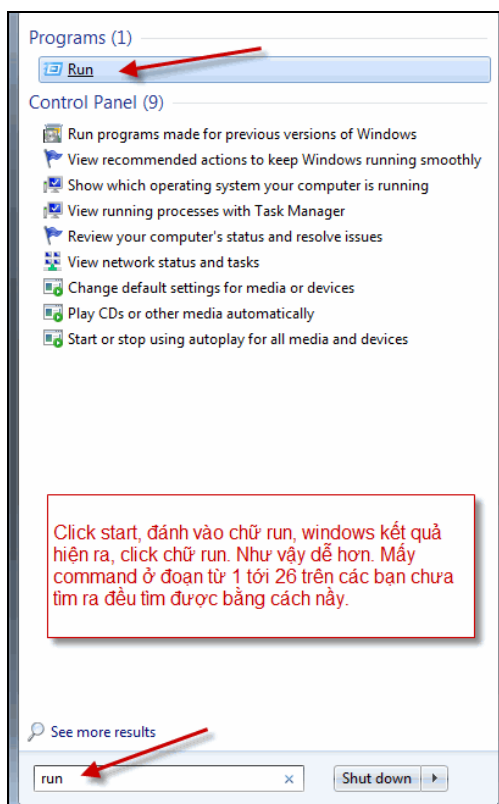 Programs (1)
Run
Control Panel (9)
Run programs made for previous versions of Windows
View recommended actions to keep Windows running smoothly
Show which operating system your computer is running
View running processes with Task Manager
Review your computer's status and resolve issues
View network status and tasks
Change default settings for media or devices
Play CDs or other media automatically
Start or stop using autoplay for all media and devices
Click start, đánh vào chữ run, windows kết quả
hiện ra, click chữ run. Như vậy dễ hơn. Mấy
command ở đoạn từ 1 tới 26 trên các bạn chưa
tìm ra đều tìm được bằng cách nầy.
See more results
run
Shut down